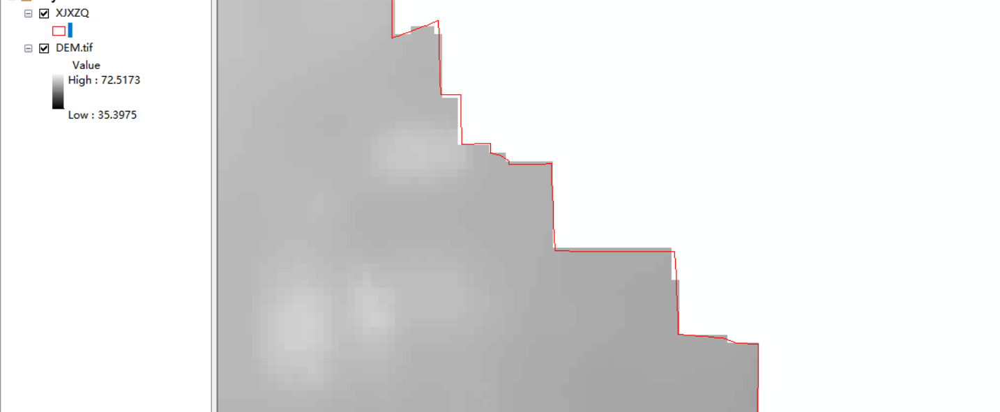 XJXZQ
DEM.tif
Value
High : 72.5173
Low : 35.3975